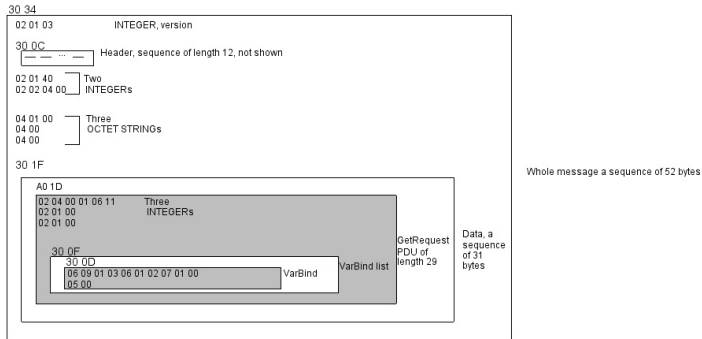 30 34
02 01 03 INTEGER, version
30 0C
— — ... — Header, sequence of length 12, not shown
02 01 40 Two
02 02 04 00 INTEGERs
04 01 00 Three
04 00 OCTET STRINGs
04 00
30 1F
Whole message a sequence of 52 bytes
A0 1D
02 04 00 01 06 11 Three
02 01 00 INTEGERs
02 01 00
GetRequest
PDU of
length 29
Data, a
sequence
of 31
bytes
30 0F
30 0D
VarBind list
06 09 01 03 06 01 02 07 01 00 VarBind
05 00